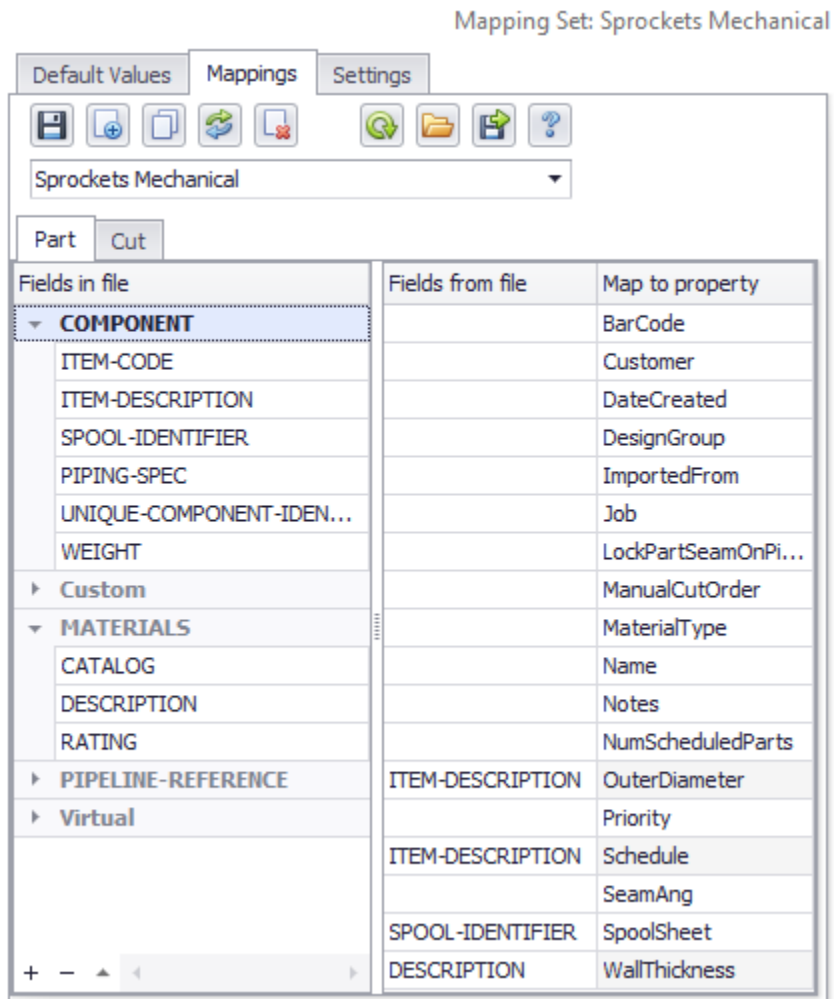 Mapping Set: Sprockets Mechanical
Default Values Mappings Settings
Sprockets Mechanical
Part Cut
Fields in file Fields from file Map to property
COMPONENT BarCode
ITEM-CODE Customer
ITEM-DESCRIPTION DateCreated
SPOOL-IDENTIFIER DesignGroup
PIPING-SPEC ImportedFrom
UNIQUE-COMPONENT-IDEN... Job
WEIGHT LockPartSeamOnPi...
Custom ManualCutOrder
MATERIALS MaterialType
CATALOG Name
DESCRIPTION Notes
RATING NumScheduledParts
PIPELINE-REFERENCE ITEM-DESCRIPTION OuterDiameter
Virtual Priority
ITEM-DESCRIPTION Schedule
SeamAng
SPOOL-IDENTIFIER SpoolSheet
DESCRIPTION WallThickness